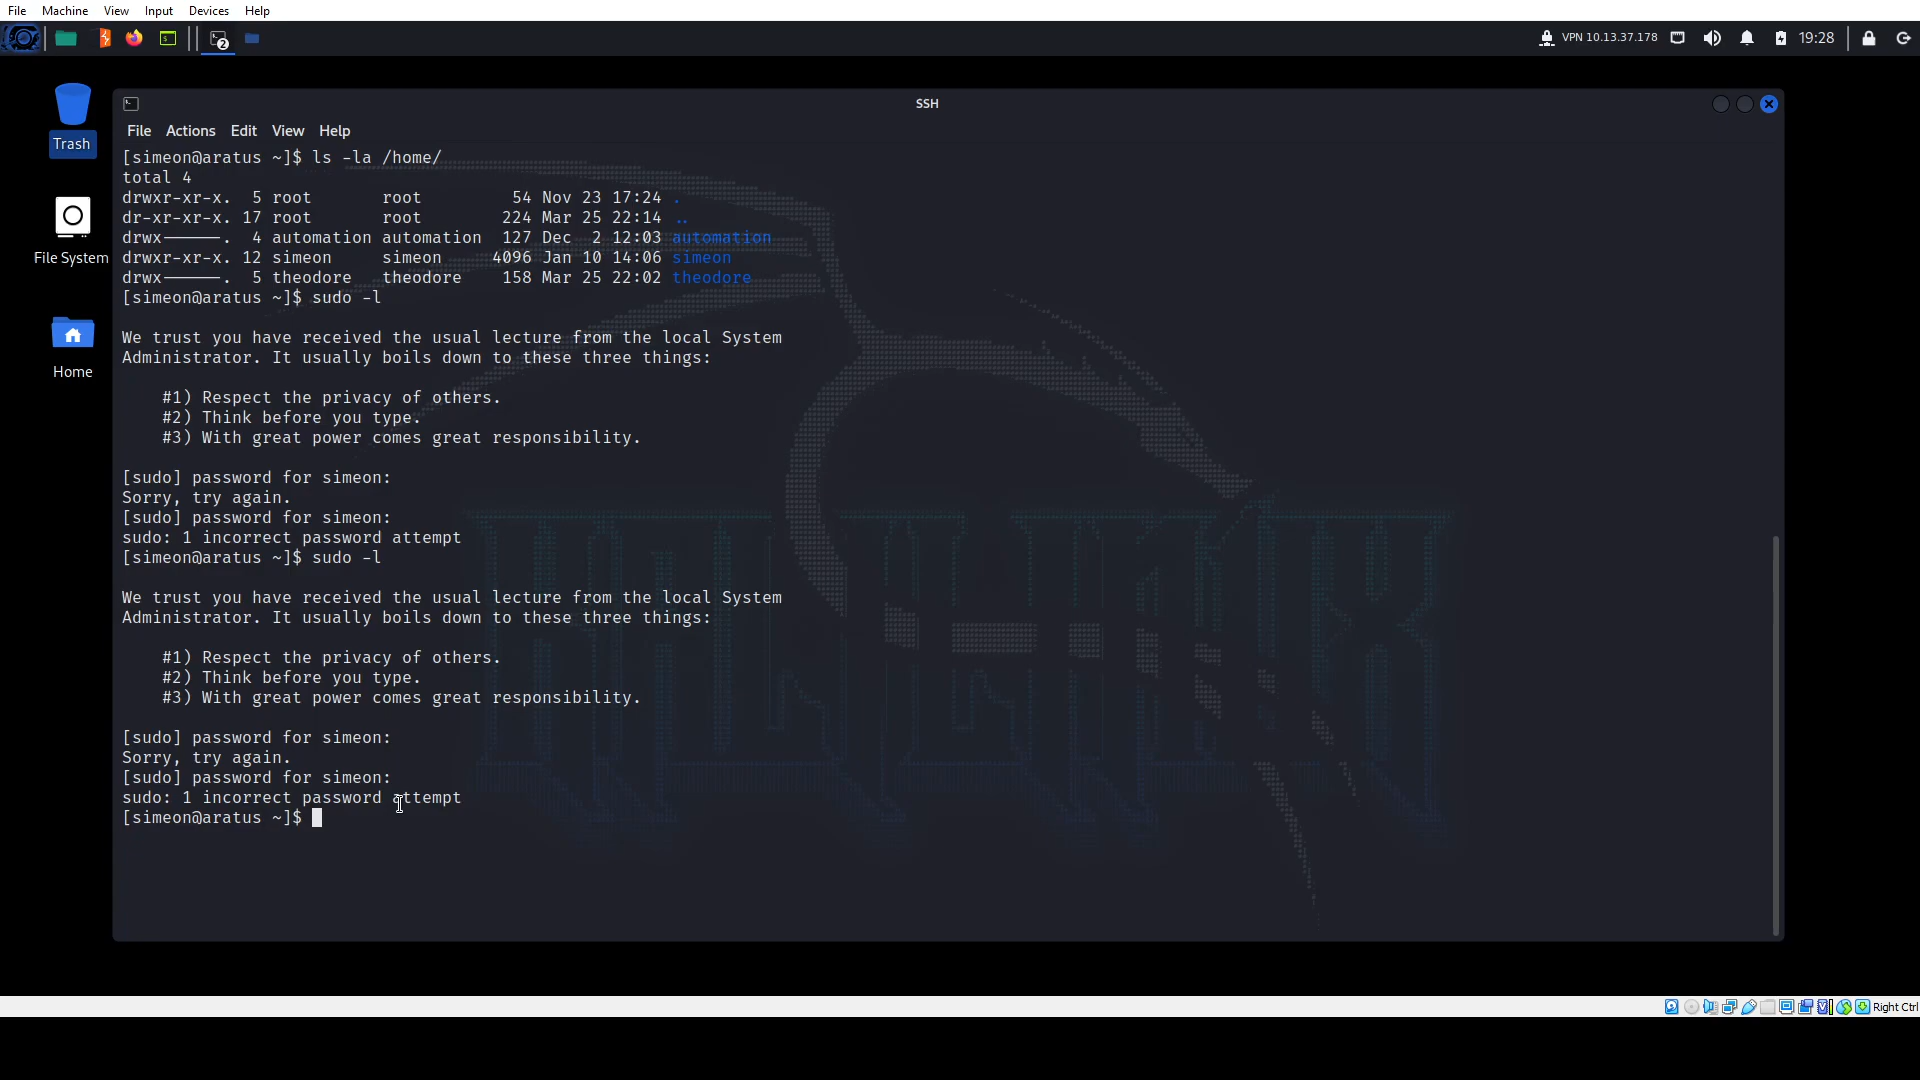 File Machine View Input Devices Help
2
VPN 10.13.37.178
19:28
SSH
Trash
File System
Home
File Actions Edit View Help
[simeon@aratus ~]$ ls -la /home/
total 4
drwxr-xr-x. 5 root root 54 Nov 23 17:24 .
dr-xr-xr-x. 17 root root 224 Mar 25 22:14 ..
drwx------. 4 automation automation 127 Dec 2 12:03 automation
drwxr-xr-x. 12 simeon simeon 4096 Jan 10 14:06 simeon
drwx------. 5 theodore theodore 158 Mar 25 22:02 theodore
[simeon@aratus ~]$ sudo -l
We trust you have received the usual lecture from the local System
Administrator. It usually boils down to these three things:
#1) Respect the privacy of others.
#2) Think before you type.
#3) With great power comes great responsibility.
[sudo] password for simeon:
Sorry, try again.
[sudo] password for simeon:
sudo: 1 incorrect password attempt
[simeon@aratus ~]$ sudo -l
We trust you have received the usual lecture from the local System
Administrator. It usually boils down to these three things:
#1) Respect the privacy of others.
#2) Think before you type.
#3) With great power comes great responsibility.
[sudo] password for simeon:
Sorry, try again.
[sudo] password for simeon:
sudo: 1 incorrect password attempt
[simeon@aratus ~]$
Right Ctrl